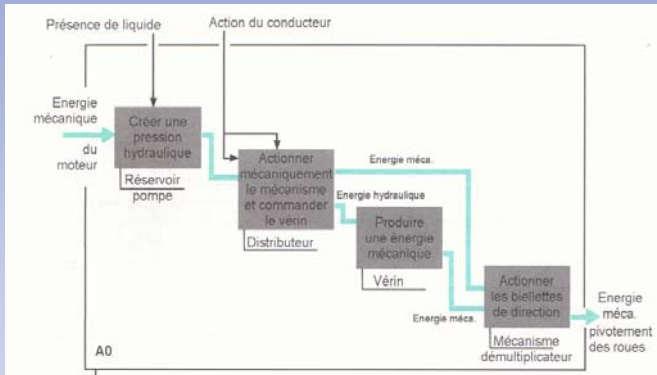 Présence de liquide
Action du conducteur
Energie
mécanique
du
moteur
Créer une
pression
hydraulique
Réservoir
pompe
Actionner
mécaniquement
le mécanisme
et commander
le vérin
Distributeur
Energie méca.
Energie hydraulique
Produire
une énergie
mécanique
Vérin
Energie méca.
Actionner
les biellettes
de direction
Mécanisme
démultiplicateur
Energie
méca.
pivotement
des roues
A0